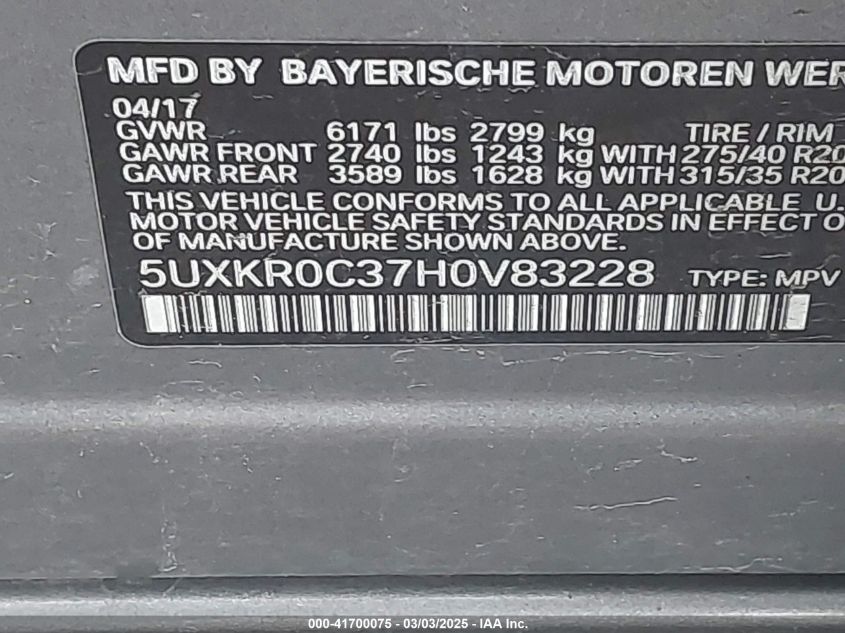 MFD BY BAYERISCHE MOTOREN WER
04/17
GVWR 6171 lbs 2799 kg TIRE / RIM
GAWR FRONT 2740 lbs 1243 kg WITH 275/40 R20
GAWR REAR 3589 lbs 1628 kg WITH 315/35 R20
THIS VEHICLE CONFORMS TO ALL APPLICABLE U.
MOTOR VEHICLE SAFETY STANDARDS IN EFFECT O
OF MANUFACTURE SHOWN ABOVE.
5UXKR0C37H0V83228 TYPE: MPV
000-41700075 - 03/03/2025 - IAA Inc.